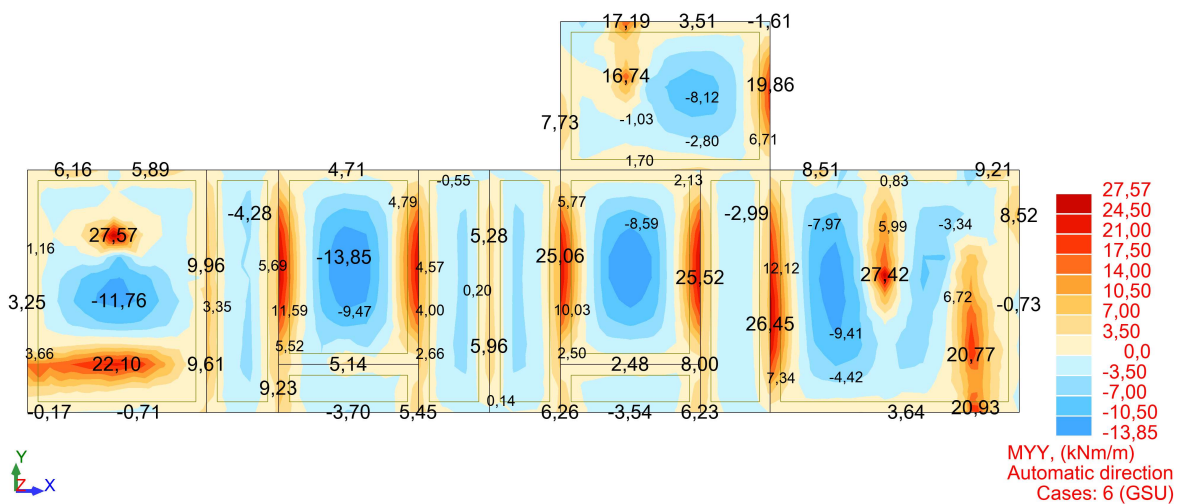 17,19 3,51 -1,61
16,74 19,86
-8,12
7,73 -1,03
-2,80 6,71
1,70
6,16 5,89 4,71 8,51 9,21
-0,55 2,13 0,83
4,79 5,77
-4,28 -2,99 8,52
-7,97 5,99 -3,34
-8,59
27,57 5,28
1,16
-13,85 25,06
9,96 5,69 4,57 12,12
25,52 27,42
0,20
3,25 -11,76 6,72 -0,73
3,35 11,59 -9,47 4,00 10,03
26,45
-9,41
5,52 5,96
3,66 2,66 2,50 20,77
22,10 9,61 5,14 2,48 8,00
7,34 -4,42
9,23
0,14
-0,17 -0,71 -3,70 5,45 6,26 -3,54 6,23 3,64 20,93
27,57
24,50
21,00
17,50
14,00
10,50
7,00
3,50
0,0
-3,50
-7,00
-10,50
-13,85
MYY, (kNm/m)
Automatic direction
Cases: 6 (GSU)
Y
Z X